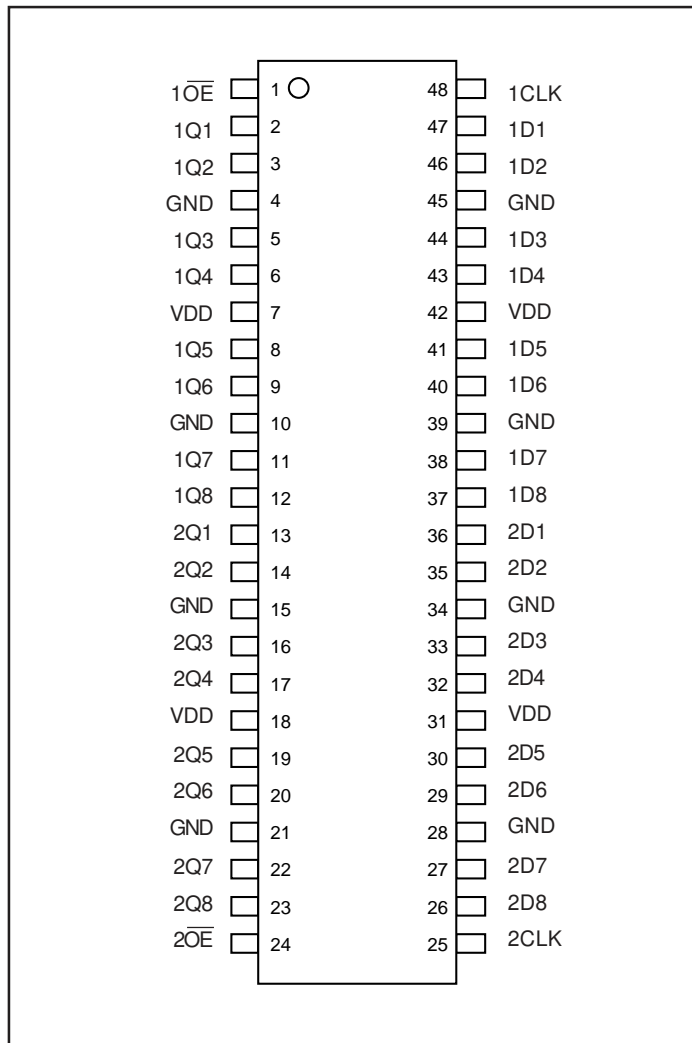 1O̅E̅ 1 48 1CLK
1Q1 2 47 1D1
1Q2 3 46 1D2
GND 4 45 GND
1Q3 5 44 1D3
1Q4 6 43 1D4
VDD 7 42 VDD
1Q5 8 41 1D5
1Q6 9 40 1D6
GND 10 39 GND
1Q7 11 38 1D7
1Q8 12 37 1D8
2Q1 13 36 2D1
2Q2 14 35 2D2
GND 15 34 GND
2Q3 16 33 2D3
2Q4 17 32 2D4
VDD 18 31 VDD
2Q5 19 30 2D5
2Q6 20 29 2D6
GND 21 28 GND
2Q7 22 27 2D7
2Q8 23 26 2D8
2O̅E̅ 24 25 2CLK